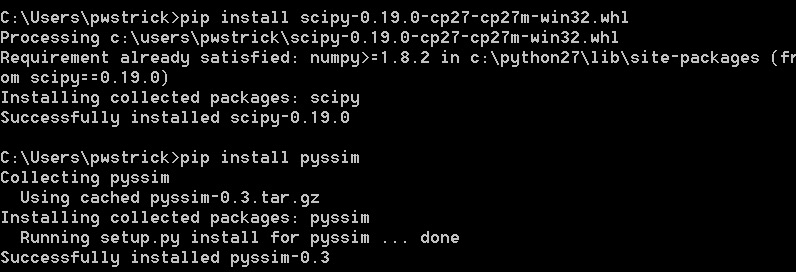 C:\Users\pwstrick>pip install scipy-0.19.0-cp27-cp27m-win32.whl
Processing c:\users\pwstrick\scipy-0.19.0-cp27-cp27m-win32.whl
Requirement already satisfied: numpy>=1.8.2 in c:\python27\lib\site-packages (fr
om scipy==0.19.0)
Installing collected packages: scipy
Successfully installed scipy-0.19.0
C:\Users\pwstrick>pip install pyssim
Collecting pyssim
  Using cached pyssim-0.3.tar.gz
Installing collected packages: pyssim
  Running setup.py install for pyssim ... done
Successfully installed pyssim-0.3